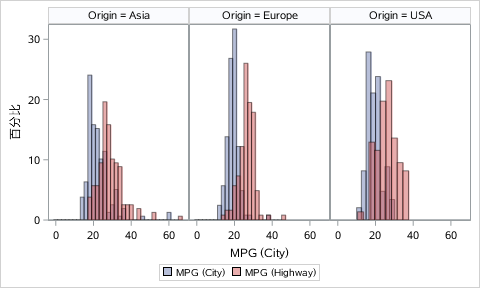 Origin = Asia
Origin = Europe
Origin = USA
百分比
30
20
10
0
0 20 40 60
0 20 40 60
0 20 40 60
MPG (City)
MPG (City)
MPG (Highway)